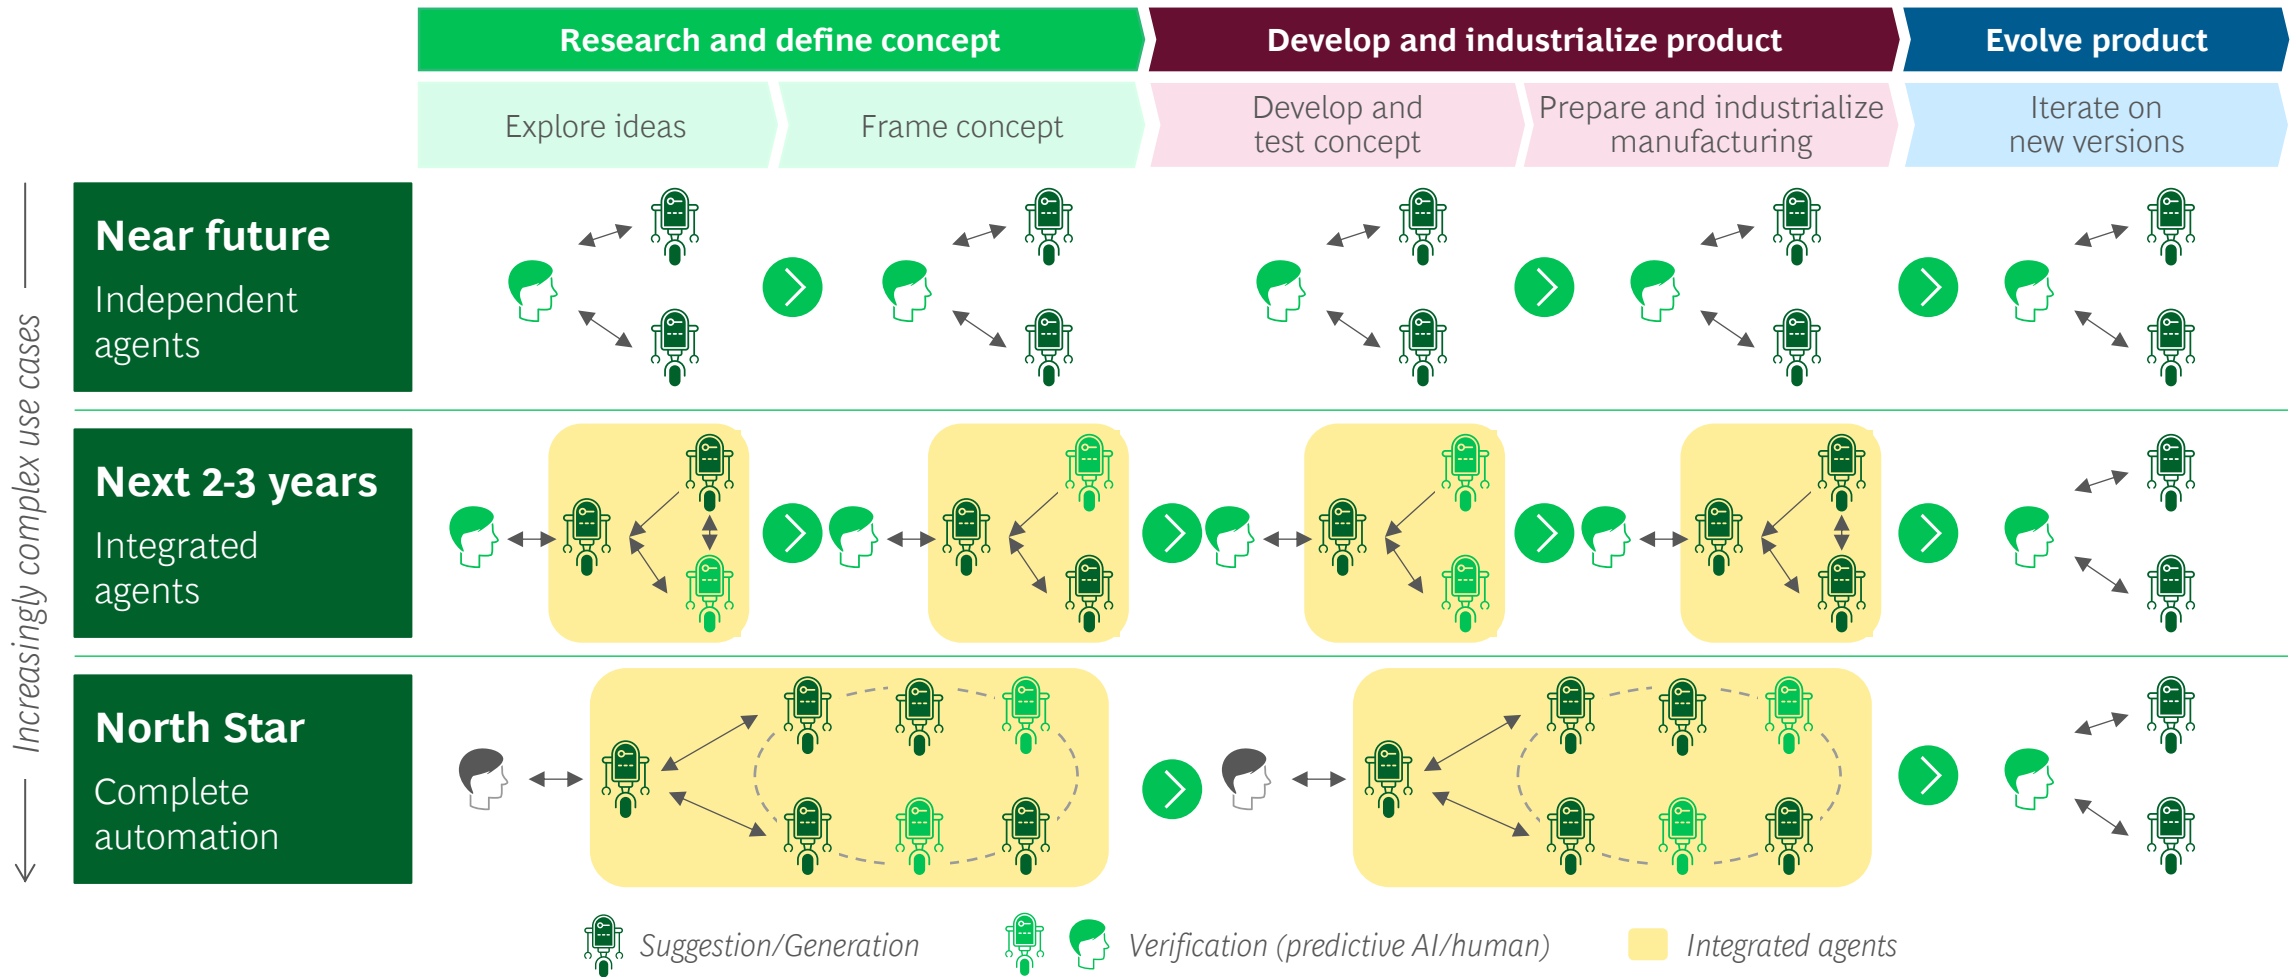 Research and define concept
Develop and industrialize product
Evolve product
Explore ideas
Frame concept
Develop and
test concept
Prepare and industrialize
manufacturing
Iterate on
new versions
Increasingly complex use cases
Near future
Independent
agents
Next 2-3 years
Integrated
agents
North Star
Complete
automation
Suggestion/Generation
Verification (predictive AI/human)
Integrated agents